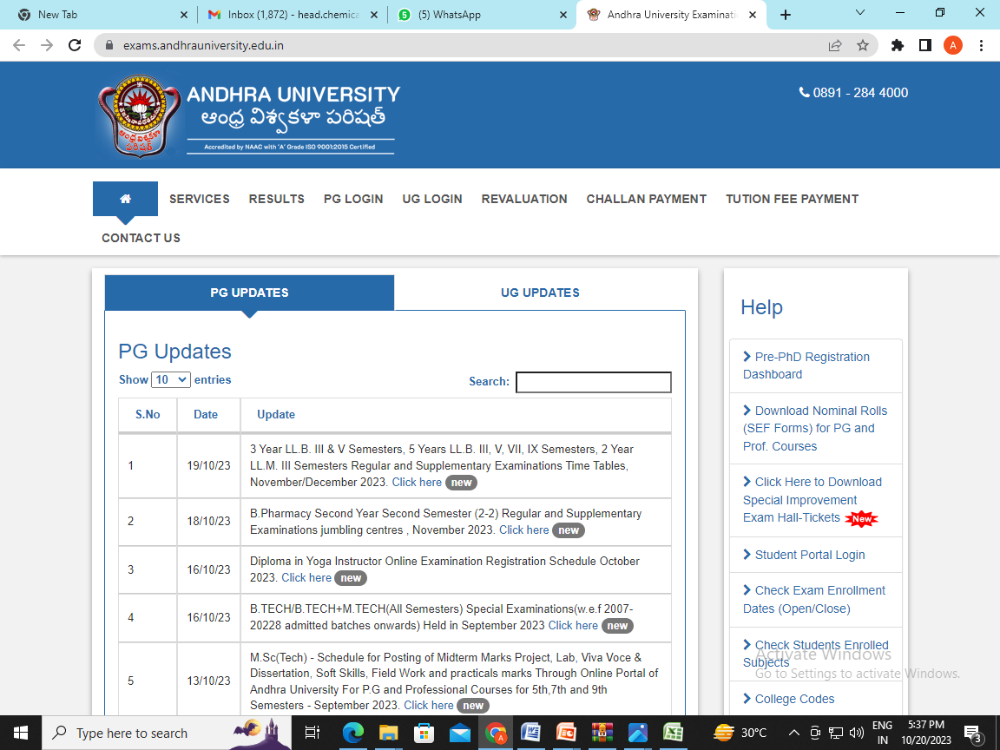 New Tab
Inbox (1,872) - head.chemica
(5) WhatsApp
Andhra University Examinati
exams.andhrauniversity.edu.in
A
ANDHRA UNIVERSITY
ఆంధ్ర విశ్వకళా పరిషత్
Accredited by NAAC with 'A' Grade ISO 9001:2015 Certified
ఆంధ్ర విశ్వకళా
పరిషత్
0891 - 284 4000
SERVICES RESULTS PG LOGIN UG LOGIN REVALUATION CHALLAN PAYMENT TUTION FEE PAYMENT
CONTACT US
PG UPDATES
UG UPDATES
PG Updates
Show 10 entries
Search:
S.No Date Update
1 19/10/23 3 Year LL.B. III & V Semesters, 5 Years LL.B. III, V, VII, IX Semesters, 2 Year
LL.M. III Semesters Regular and Supplementary Examinations Time Tables,
November/December 2023. Click here new
2 18/10/23 B.Pharmacy Second Year Second Semester (2-2) Regular and Supplementary
Examinations jumbling centres , November 2023. Click here new
3 16/10/23 Diploma in Yoga Instructor Online Examination Registration Schedule October
2023. Click here new
4 16/10/23 B.TECH/B.TECH+M.TECH(All Semesters) Special Examinations(w.e.f 2007-
20228 admitted batches onwards) Held in September 2023 Click here new
5 13/10/23 M.Sc(Tech) - Schedule for Posting of Midterm Marks Project, Lab, Viva Voce &
Dissertation, Soft Skills, Field Work and practicals marks Through Online Portal of
Andhra University For P.G and Professional Courses for 5th,7th and 9th
Semesters - September 2023. Click here new
Help
Pre-PhD Registration
Dashboard
Download Nominal Rolls
(SEF Forms) for PG and
Prof. Courses
Click Here to Download
Special Improvement
Exam Hall-Tickets New
Student Portal Login
Check Exam Enrollment
Dates (Open/Close)
Check Students Enrolled
Subjects
College Codes
Activate Windows
Go to Settings to activate Windows.
Type here to search
30°C
ENG
IN
5:37 PM
10/20/2023
3